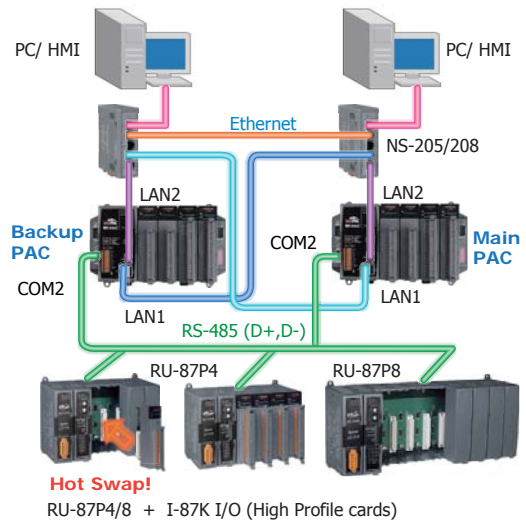 PC/ HMI
PC/ HMI
Ethernet
NS-205/208
LAN2
LAN2
Backup
PAC
COM2
Main
PAC
COM2
LAN1
LAN1
RS-485 (D+,D-)
RU-87P4
RU-87P8
Hot Swap!
RU-87P4/8 + I-87K I/O (High Profile cards)